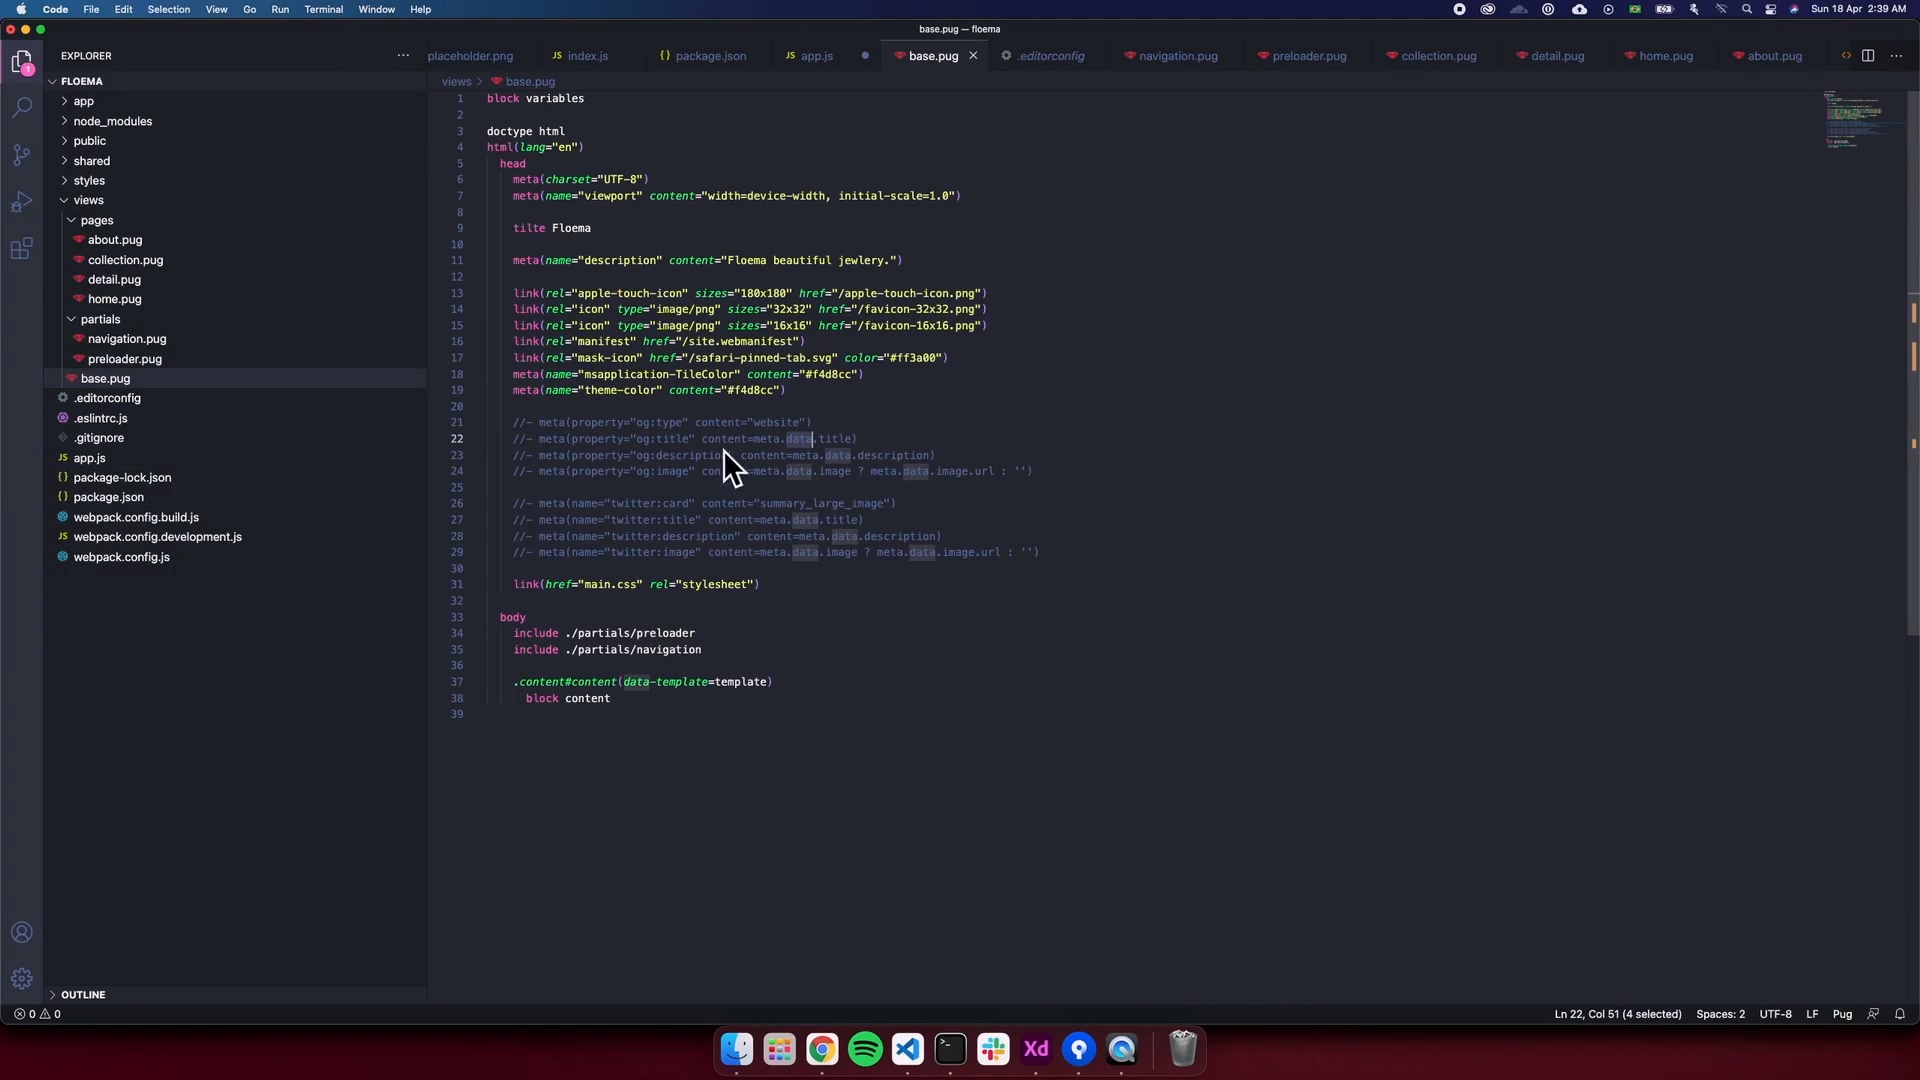 Code File Edit Selection View Go Run Terminal Window Help
Sun 18 Apr 2:39 AM
base.pug — floema
EXPLORER
placeholder.png index.js package.json app.js base.pug .editorconfig navigation.pug preloader.pug collection.pug detail.pug home.pug about.pug
1
FLOEMA
app
node_modules
public
shared
styles
views
pages
about.pug
collection.pug
detail.pug
home.pug
partials
navigation.pug
preloader.pug
base.pug
.editorconfig
.eslintrc.js
.gitignore
app.js
package-lock.json
package.json
webpack.config.build.js
webpack.config.development.js
webpack.config.js
OUTLINE
views > base.pug
1 block variables
2
3 doctype html
4 html(lang="en")
5 head
6 meta(charset="UTF-8")
7 meta(name="viewport" content="width=device-width, initial-scale=1.0")
8
9 tilte Floema
10
11 meta(name="description" content="Floema beautiful jewlery.")
12
13 link(rel="apple-touch-icon" sizes="180x180" href="/apple-touch-icon.png")
14 link(rel="icon" type="image/png" sizes="32x32" href="/favicon-32x32.png")
15 link(rel="icon" type="image/png" sizes="16x16" href="/favicon-16x16.png")
16 link(rel="manifest" href="/site.webmanifest")
17 link(rel="mask-icon" href="/safari-pinned-tab.svg" color="#ff3a00")
18 meta(name="msapplication-TileColor" content="#f4d8cc")
19 meta(name="theme-color" content="#f4d8cc")
20
21 //- meta(property="og:type" content="website")
22 //- meta(property="og:title" content=meta.data.title)
23 //- meta(property="og:description" content=meta.data.description)
24 //- meta(property="og:image" content=meta.data.image ? meta.data.image.url : '')
25
26 //- meta(name="twitter:card" content="summary_large_image")
27 //- meta(name="twitter:title" content=meta.data.title)
28 //- meta(name="twitter:description" content=meta.data.description)
29 //- meta(name="twitter:image" content=meta.data.image ? meta.data.image.url : '')
30
31 link(href="main.css" rel="stylesheet")
32
33 body
34 include ./partials/preloader
35 include ./partials/navigation
36
37 .content#content(data-template=template)
38 block content
39
0 0
Ln 22, Col 51 (4 selected) Spaces: 2 UTF-8 LF Pug
Xd